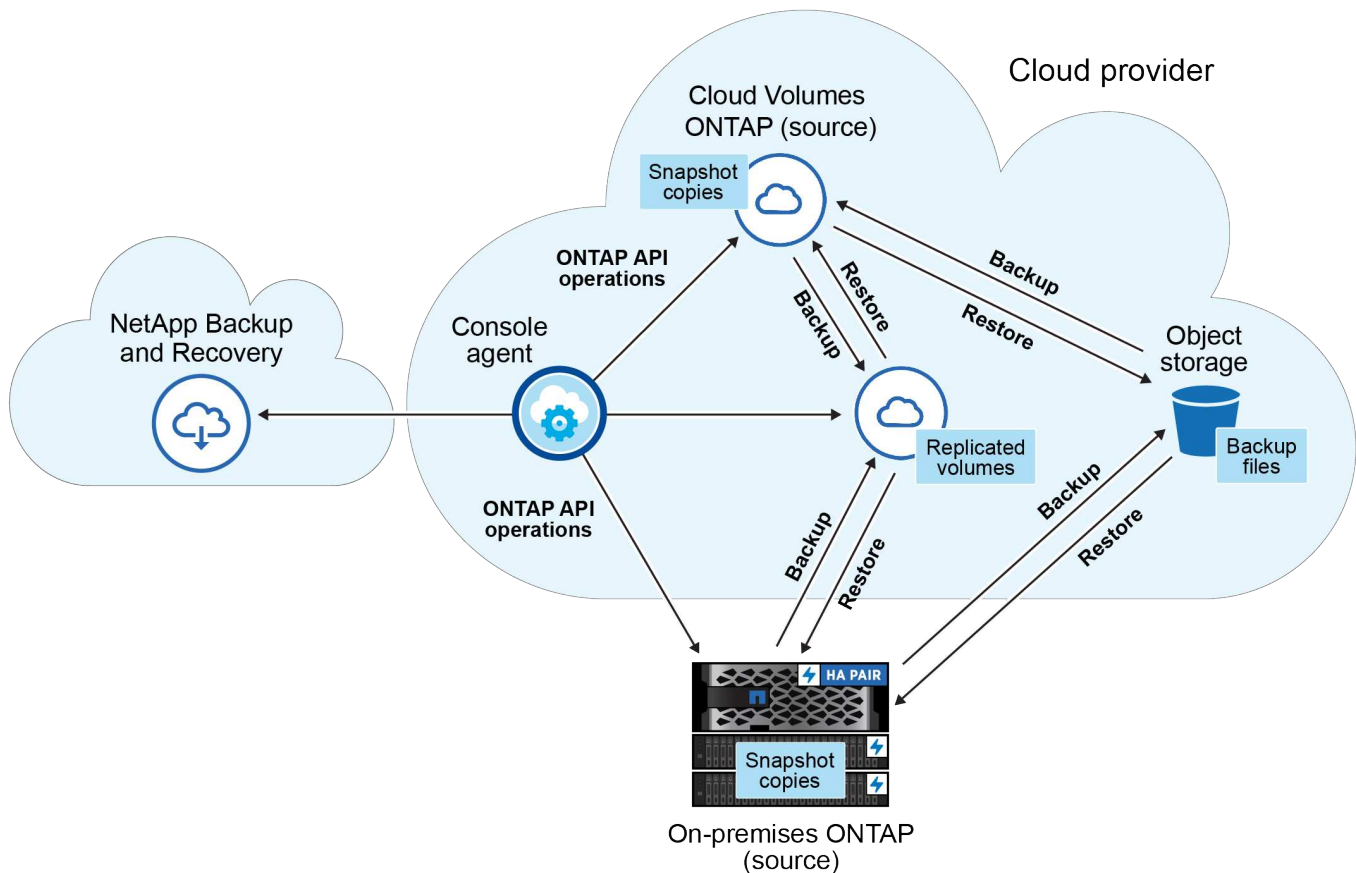 Cloud provider
Cloud Volumes
ONTAP (source)
Snapshot
copies
ONTAP API
operations
Backup
Restore
Backup
Restore
NetApp Backup
and Recovery
Console
agent
Object
storage
Replicated
volumes
Backup
files
ONTAP API
operations
Backup
Restore
Backup
Restore
HA PAIR
Snapshot
copies
On-premises ONTAP
(source)